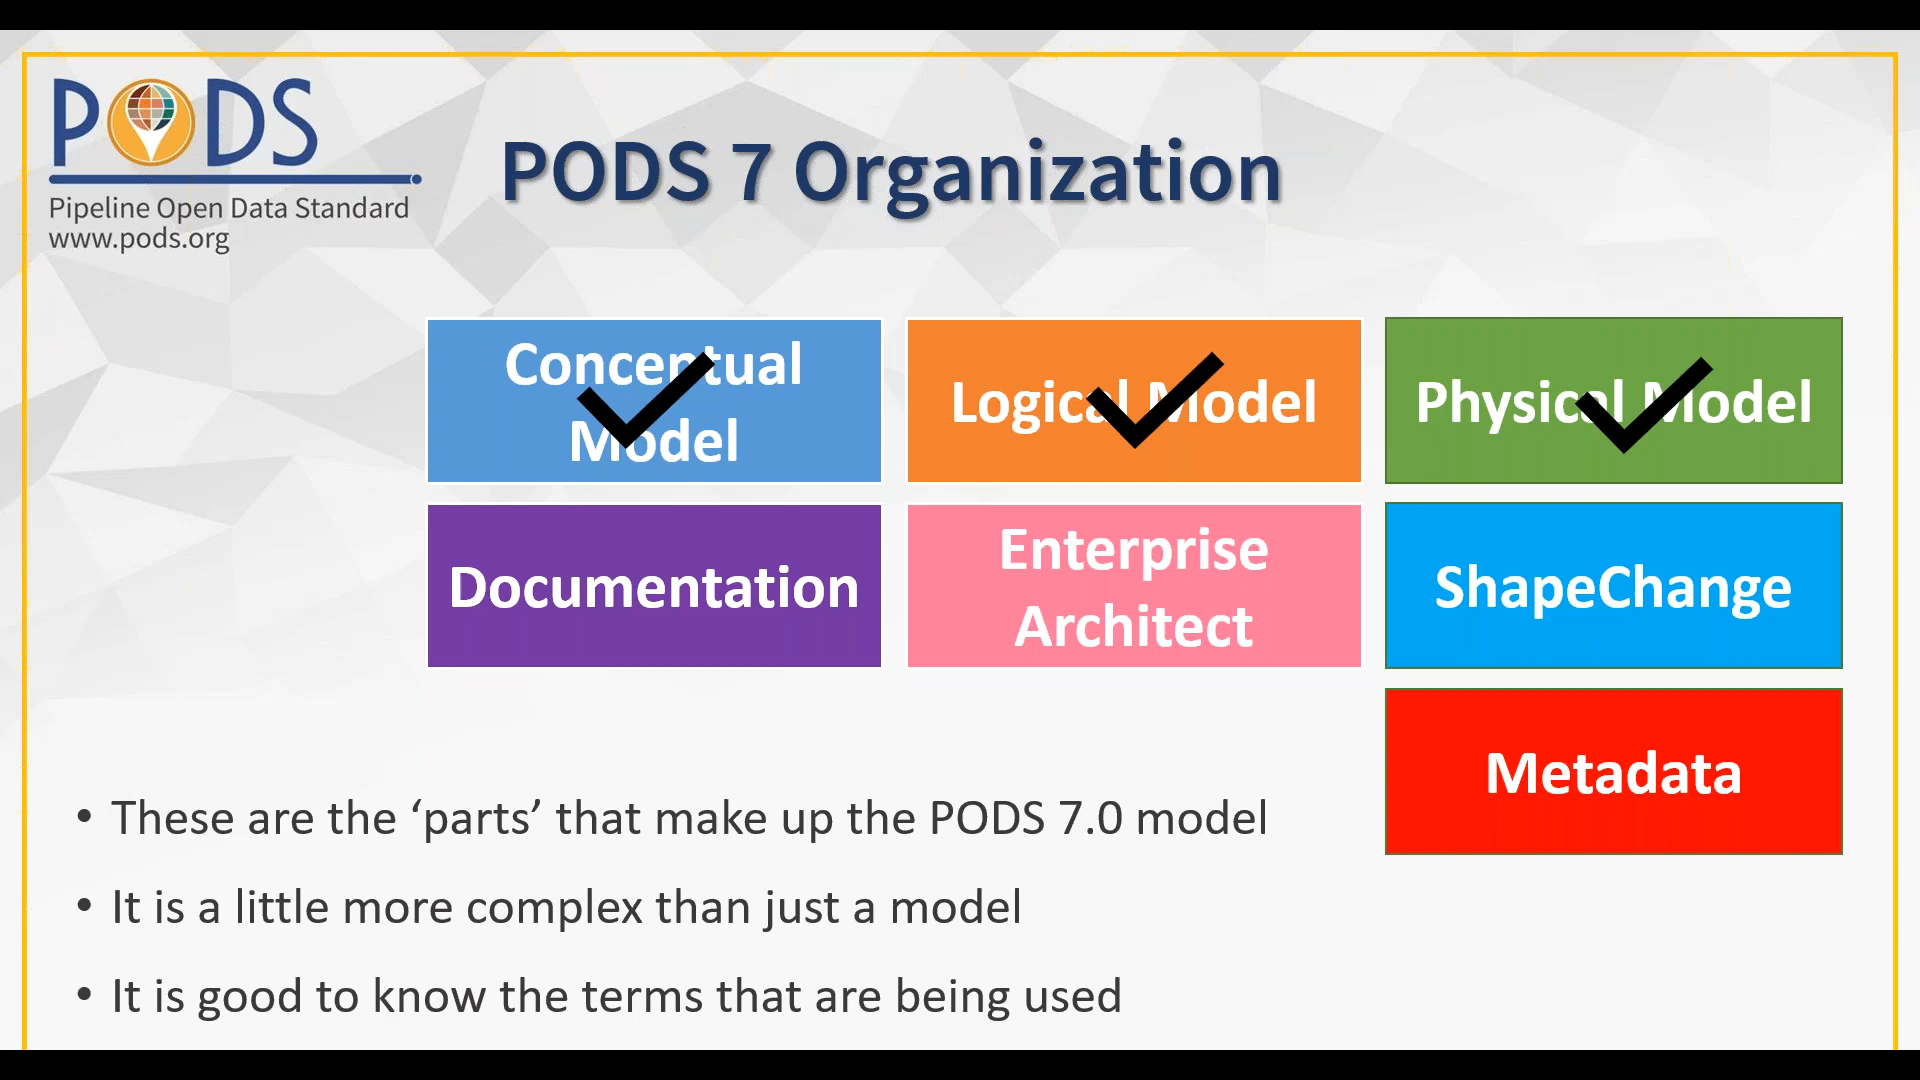 PODS
Pipeline Open Data Standard
www.pods.org
PODS 7 Organization
Conceptual
Model
Logical Model
Physical Model
Documentation
Enterprise
Architect
ShapeChange
Metadata
• These are the ‘parts’ that make up the PODS 7.0 model
• It is a little more complex than just a model
• It is good to know the terms that are being used